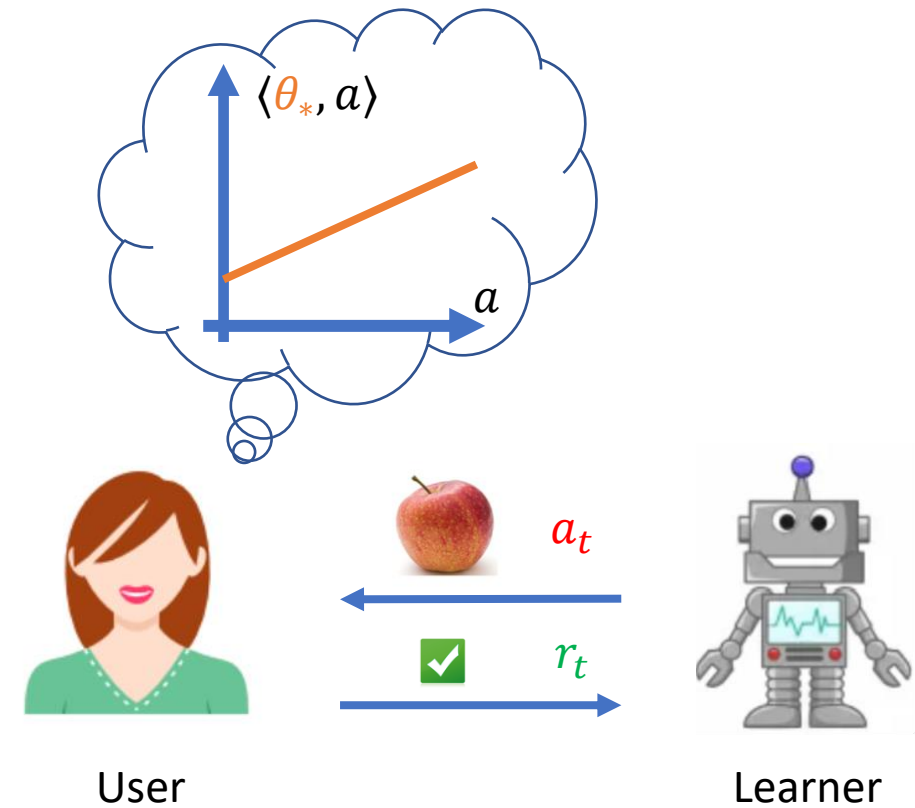 ⟨θ∗, a⟩
a
a_t
r_t
User
Learner